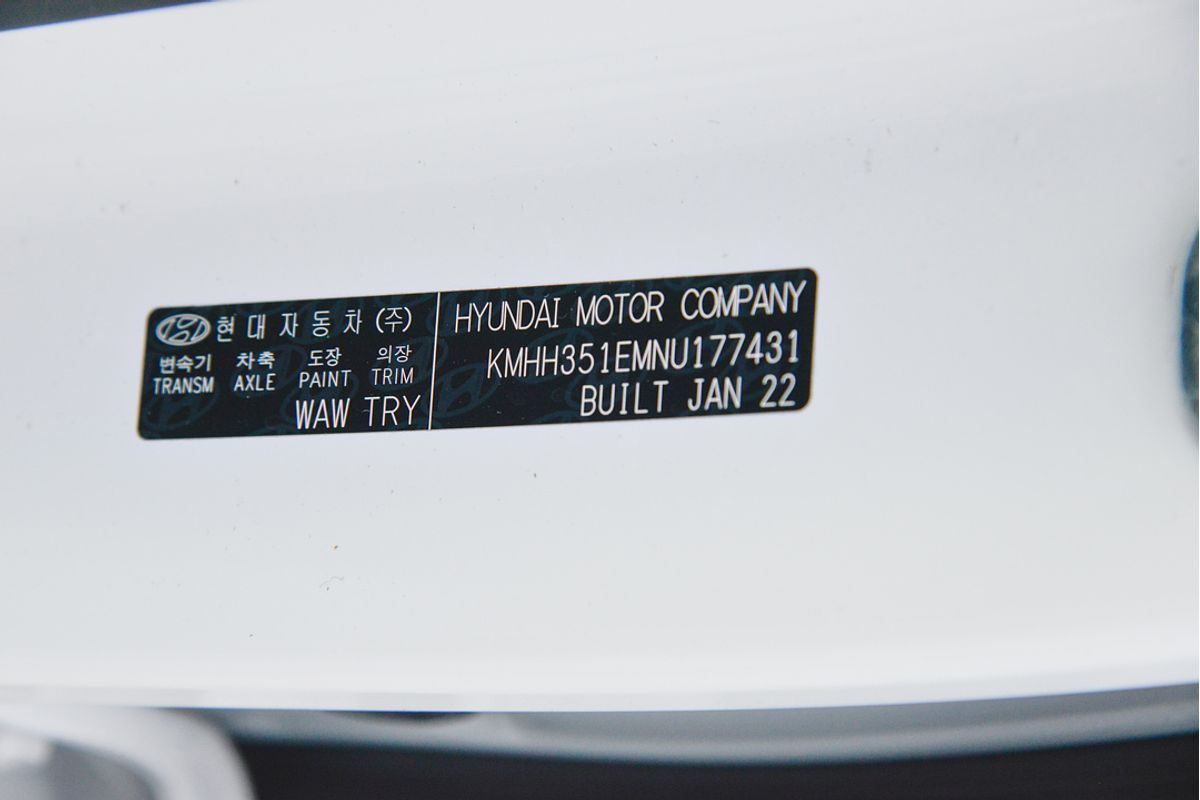 현대자동차(주)
변속기 차축 도장 의장
TRANSM AXLE PAINT TRIM
WAW TRY
HYUNDAI MOTOR COMPANY
KMHH351EMNU177431
BUILT JAN 22